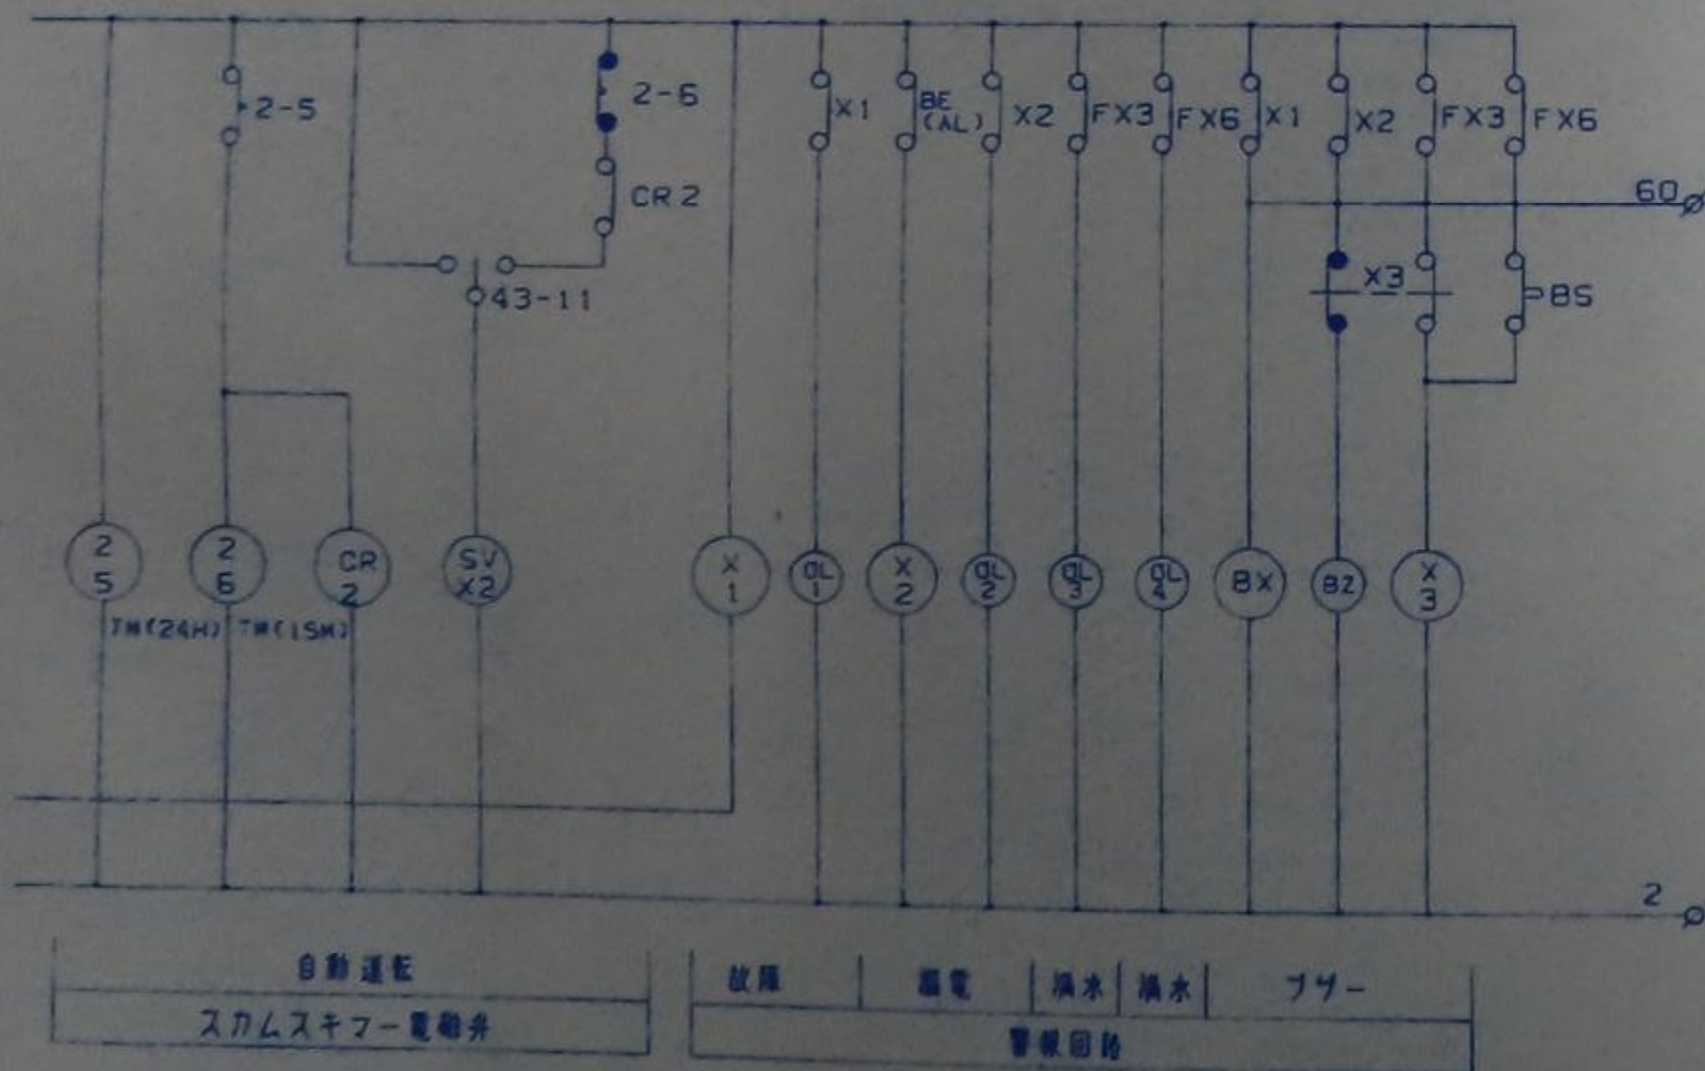 2-5
2-6
X1
BE
(AL)
X2
FX3
FX6
X1
X2
FX3
FX6
CR2
60
43-11
X3
BS
2
5
2
6
CR
2
SV
X2
X
1
OL
1
X
2
OL
2
OL
3
OL
4
BX
BZ
X
3
TM(24H)
TM(15M)
2
自動運転
故障
漏電
満水
渇水
ブザー
スカムスキマー電磁弁
警報回路